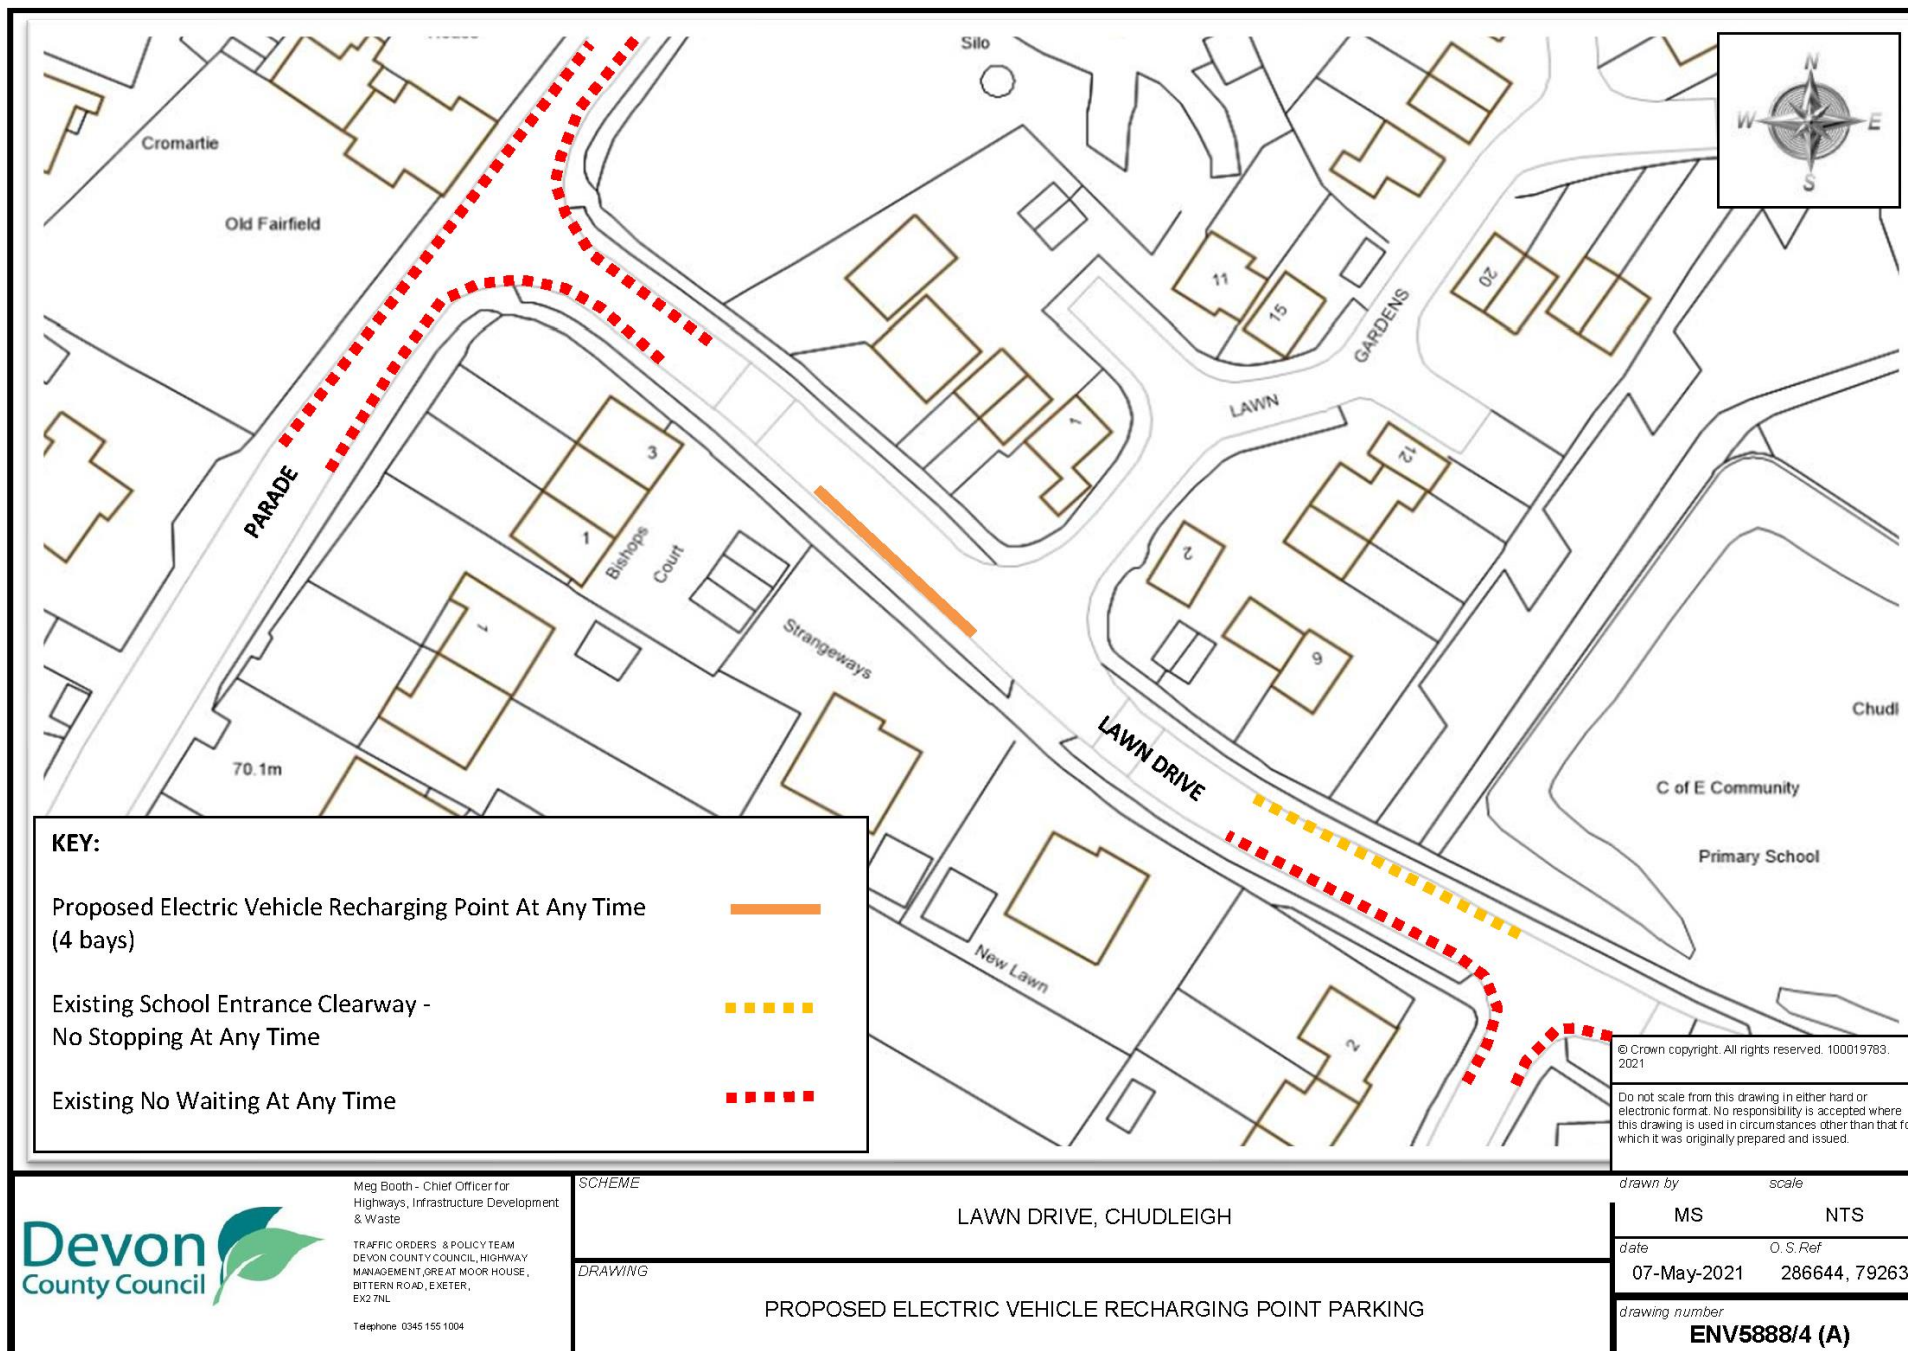 Silo
N
W
E
S
Cromartie
Old Fairfield
11
15
20
GARDENS
LAWN
1
12
3
1
Bishops
Court
PARADE
2
1
Strangeways
9
Chudl
LAWN DRIVE
70.1m
C of E Community
Primary School
New Lawn
2
KEY:
Proposed Electric Vehicle Recharging Point At Any Time
(4 bays)
Existing School Entrance Clearway -
No Stopping At Any Time
Existing No Waiting At Any Time
© Crown copyright. All rights reserved. 100019783.
2021
Do not scale from this drawing in either hard or
electronic format. No responsibility is accepted where
this drawing is used in circumstances other than that fo
which it was originally prepared and issued.
Devon
County Council
Meg Booth - Chief Officer for
Highways, Infrastructure Development
& Waste
TRAFFIC ORDERS & POLICY TEAM
DEVON COUNTY COUNCIL, HIGHWAY
MANAGEMENT, GREAT MOOR HOUSE,
BITTERN ROAD, EXETER,
EX2 7NL
Telephone 0345 155 1004
SCHEME
LAWN DRIVE, CHUDLEIGH
DRAWING
PROPOSED ELECTRIC VEHICLE RECHARGING POINT PARKING
drawn by scale
MS NTS
date O.S.Ref
07-May-2021 286644, 79263
drawing number
ENV5888/4 (A)